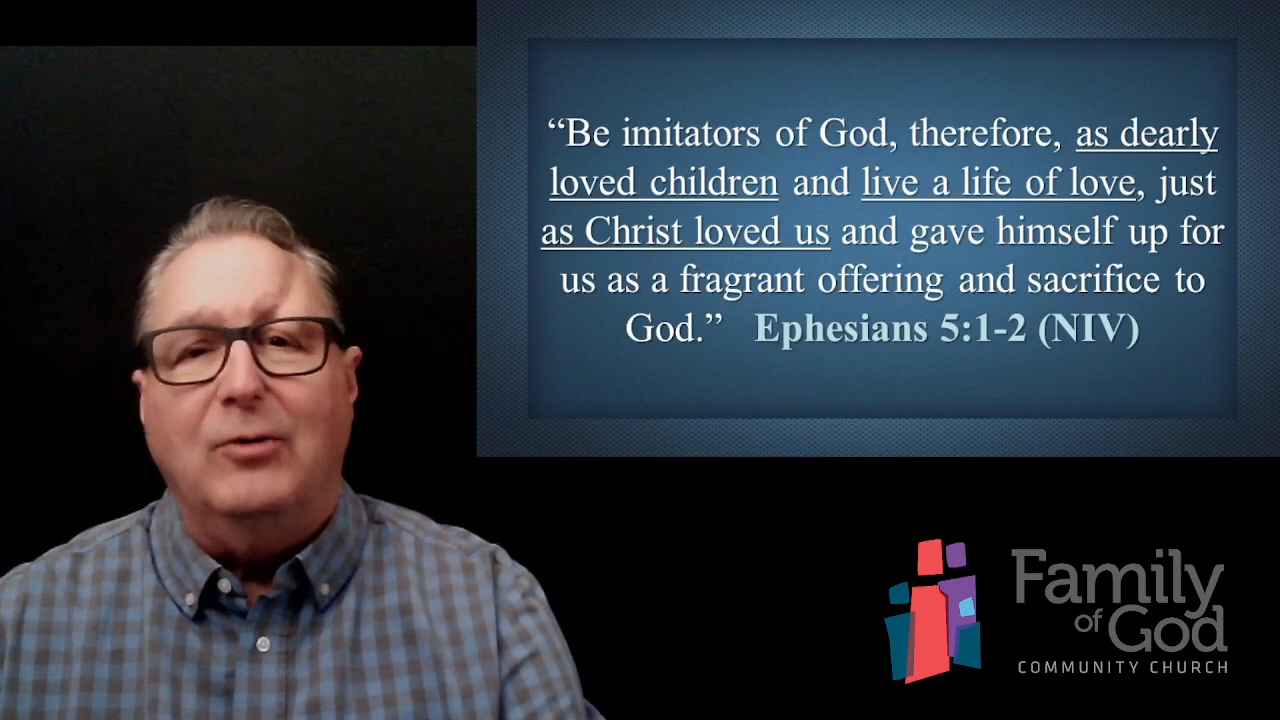 “Be imitators of God, therefore, as dearly
loved children and live a life of love, just
as Christ loved us and gave himself up for
us as a fragrant offering and sacrifice to
God.” Ephesians 5:1-2 (NIV)
Family
of God
COMMUNITY CHURCH